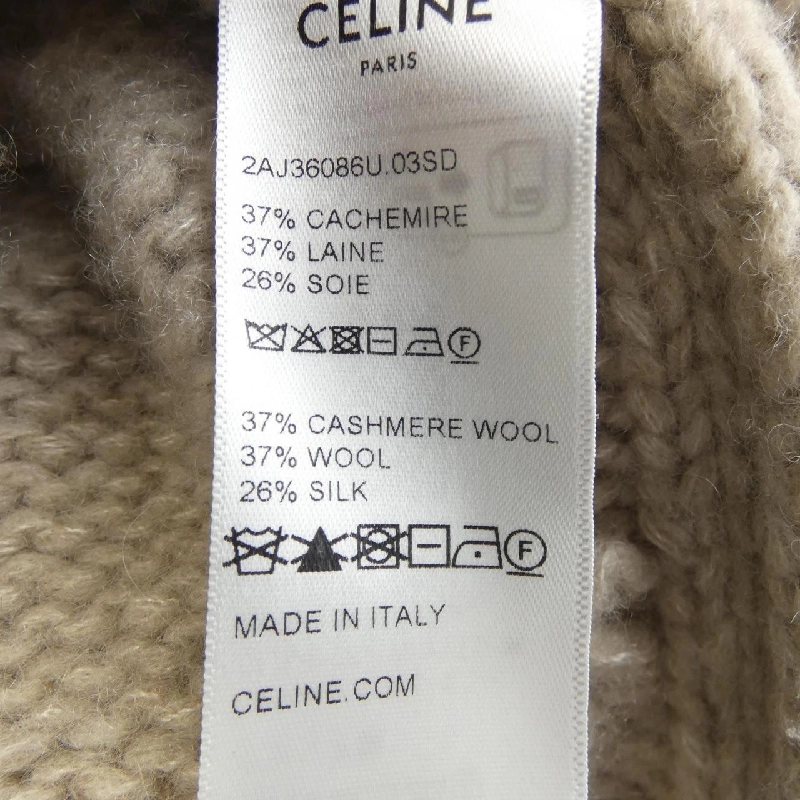 CELINE
PARIS
2AJ36086U.03SD
37% CACHEMIRE
37% LAINE
26% SOIE
F
37% CASHMERE WOOL
37% WOOL
26% SILK
F
MADE IN ITALY
CELINE.COM